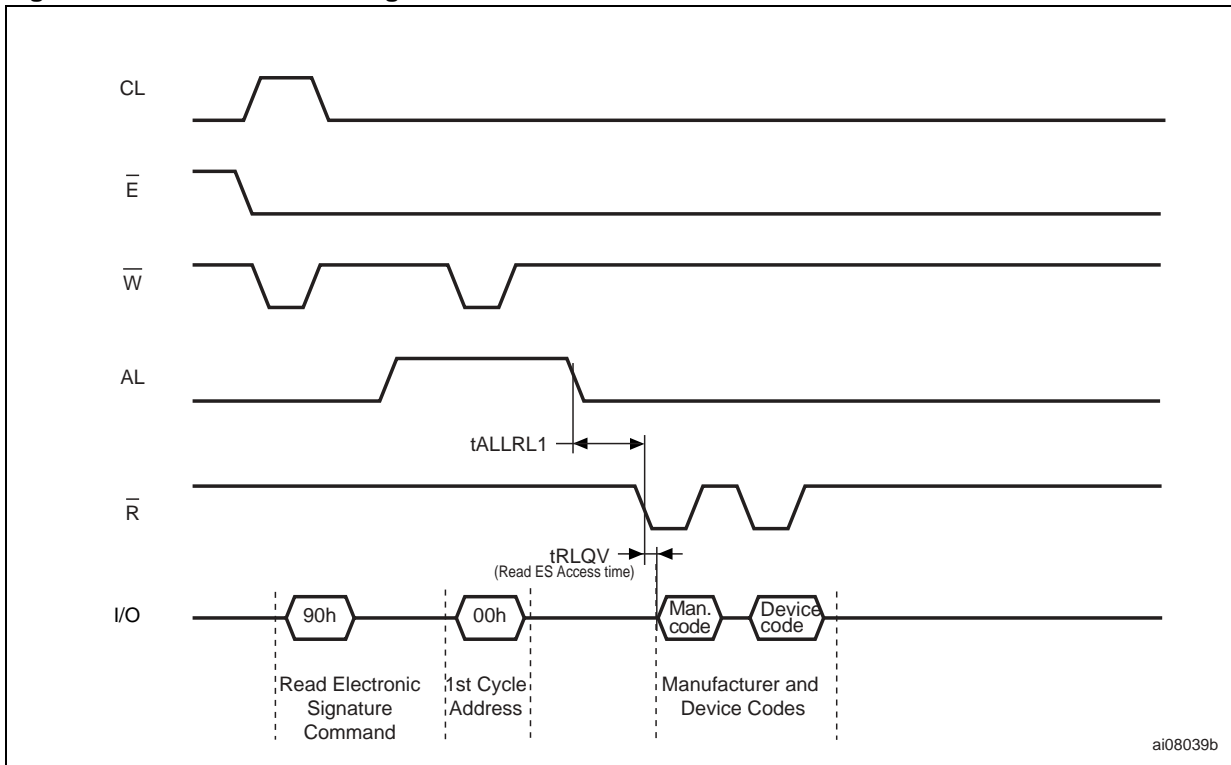 CL
E
W
AL
tALLRL1
R
tRLQV
(Read ES Access time)
I/O
90h
00h
Man.
code
Device
code
Read Electronic
Signature
Command
1st Cycle
Address
Manufacturer and
Device Codes
ai08039b